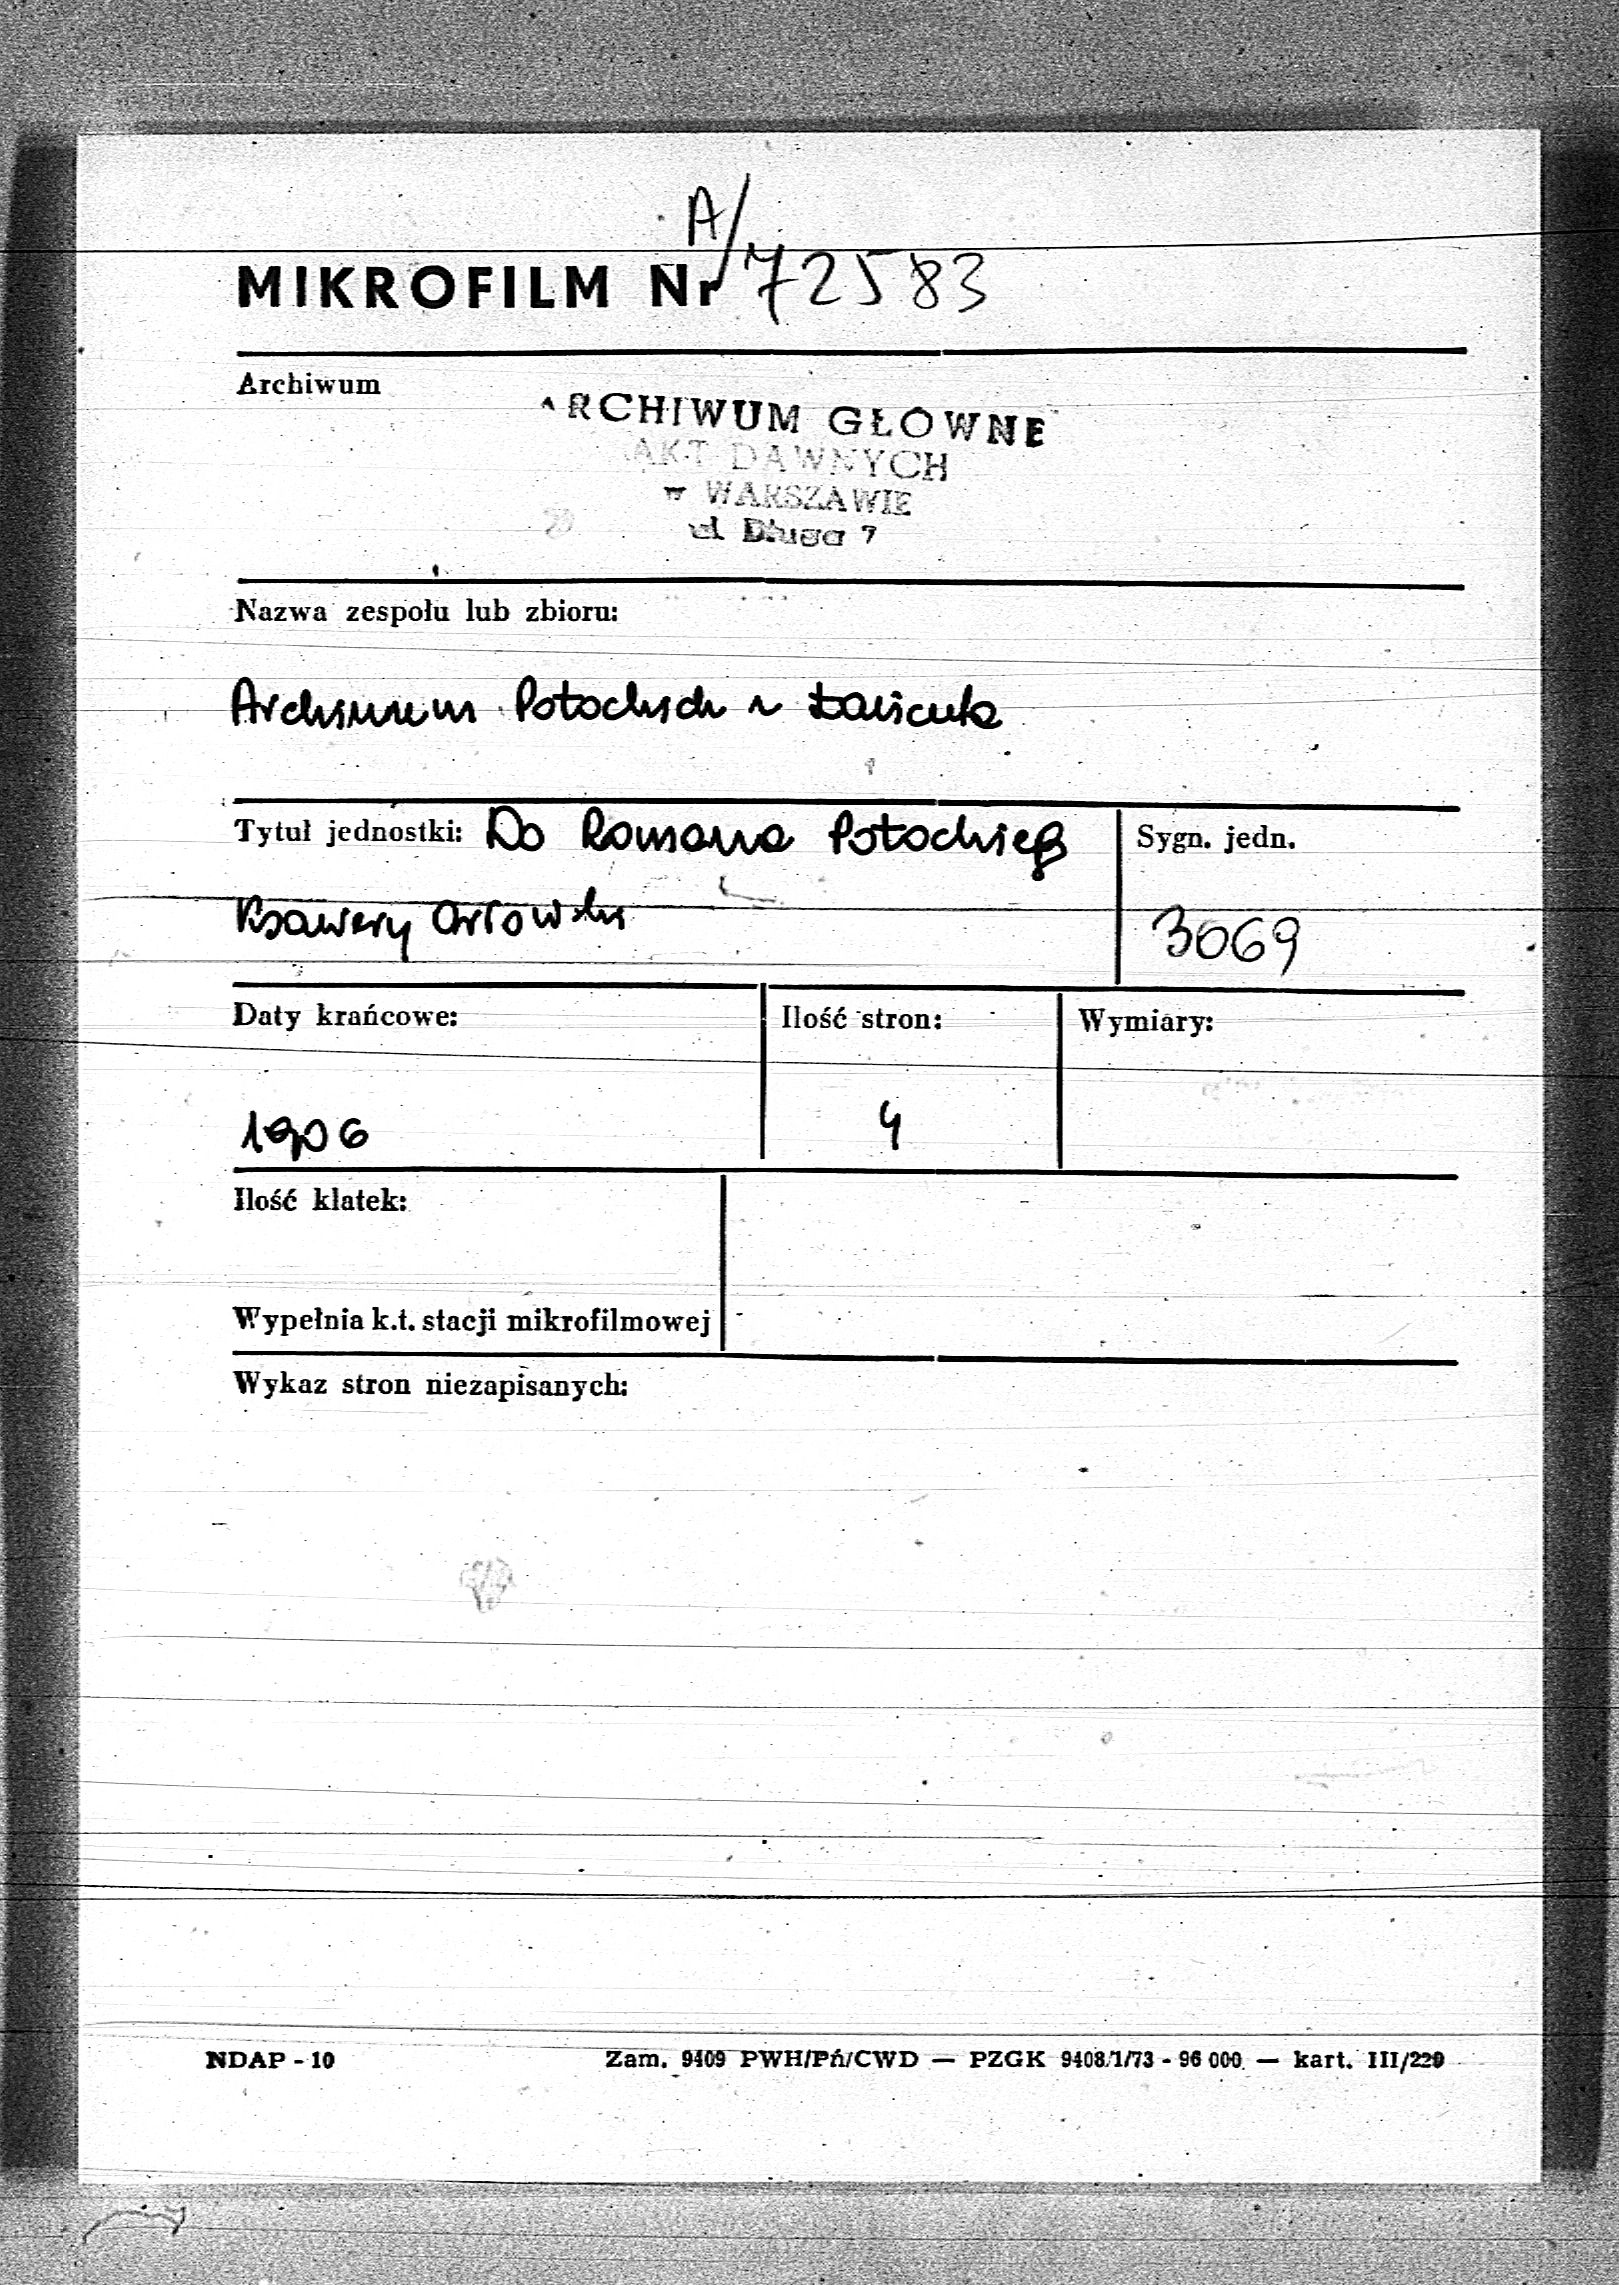 A/
MIKROFILM Nr 72583
Archiwum
ARCHIWUM GŁÓWNE
AKT DAWNYCH
w WARSZAWIE
ul Długa 7
Nazwa zespołu lub zbioru:
Archiwum Potockich z Łańcuta
Tytuł jednostki: Do Romana Potockiego
Sygn. jedn.
Ksawery Orłowski
3069
Daty krańcowe:
Ilość stron:
Wymiary:
1906
4
Ilość klatek:
Wypełnia k.t. stacji mikrofilmowej
Wykaz stron niezapisanych:
NDAP - 10
Zam. 9409 PWH/Pń/CWD — PZGK 9408/1/73 - 96 000 — kart. III/220